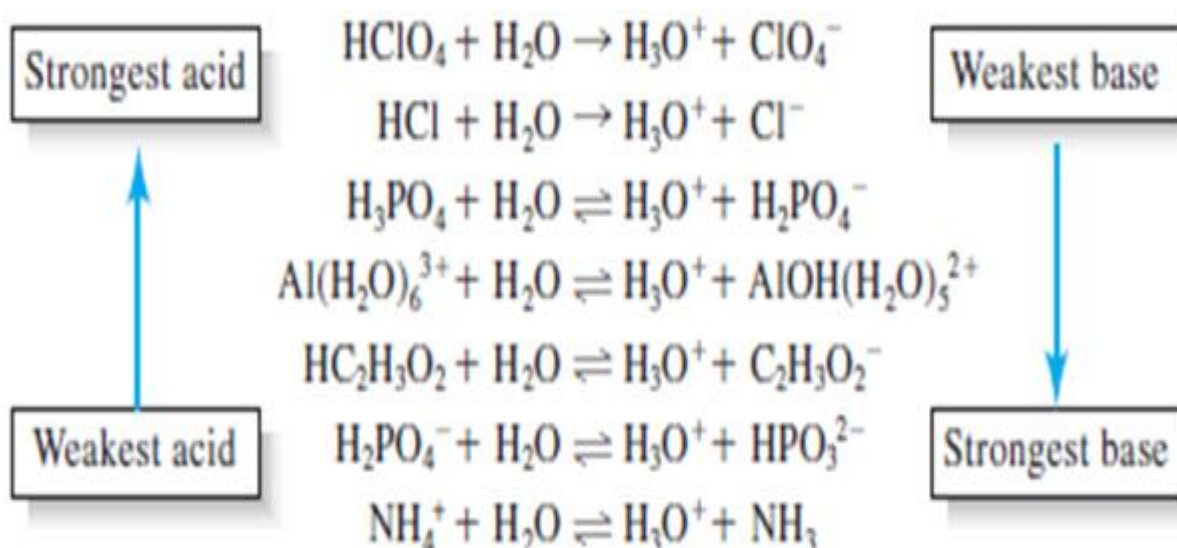 HClO₄ + H₂O → H₃O⁺ + ClO₄⁻
Strongest acid
Weakest base
HCl + H₂O → H₃O⁺ + Cl⁻
H₃PO₄ + H₂O ⇌ H₃O⁺ + H₂PO₄⁻
Al(H₂O)₆³⁺ + H₂O ⇌ H₃O⁺ + AlOH(H₂O)₅²⁺
HC₂H₃O₂ + H₂O ⇌ H₃O⁺ + C₂H₃O₂⁻
Weakest acid
H₂PO₄⁻ + H₂O ⇌ H₃O⁺ + HPO₃²⁻
Strongest base
NH₄⁺ + H₂O ⇌ H₃O⁺ + NH₃